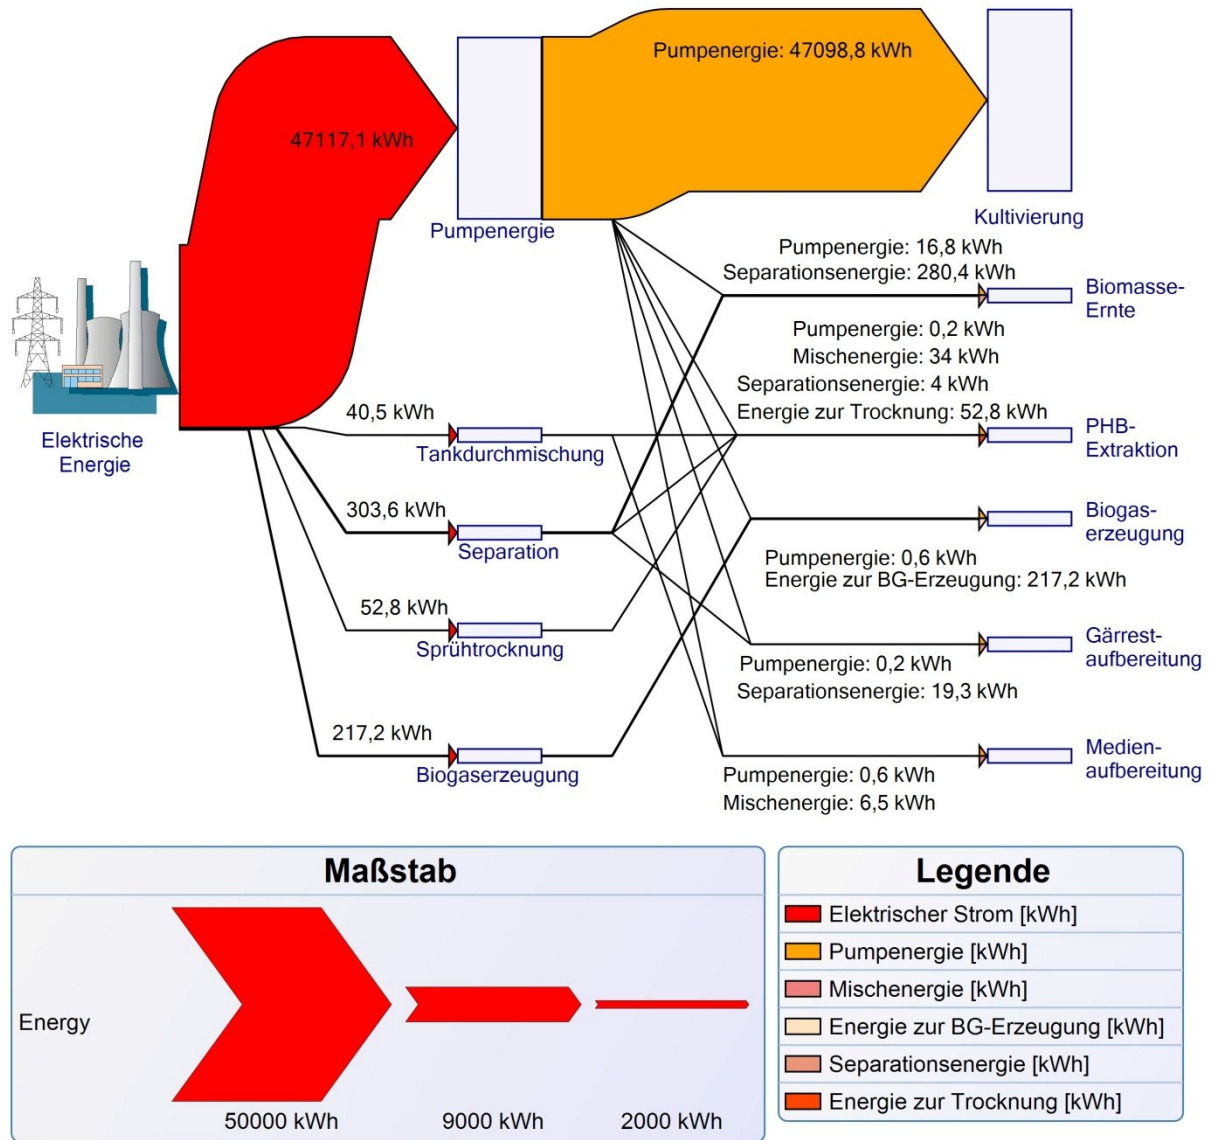 Pumpenergie: 47098,8 kWh
47117,1 kWh
Pumpenergie
Kultivierung
Pumpenergie: 16,8 kWh
Separationsenergie: 280,4 kWh
Biomasse-
Ernte
Pumpenergie: 0,2 kWh
Mischenergie: 34 kWh
Separationsenergie: 4 kWh
Energie zur Trocknung: 52,8 kWh
PHB-
Extraktion
Elektrische
Energie
40,5 kWh
Tankdurchmischung
303,6 kWh
Separation
Biogas-
erzeugung
Pumpenergie: 0,6 kWh
Energie zur BG-Erzeugung: 217,2 kWh
52,8 kWh
Sprühtrocknung
Gärrest-
aufbereitung
Pumpenergie: 0,2 kWh
Separationsenergie: 19,3 kWh
217,2 kWh
Biogaserzeugung
Medien-
aufbereitung
Pumpenergie: 0,6 kWh
Mischenergie: 6,5 kWh
Maßstab
Energy
50000 kWh
9000 kWh
2000 kWh
Legende
Elektrischer Strom [kWh]
Pumpenergie [kWh]
Mischenergie [kWh]
Energie zur BG-Erzeugung [kWh]
Separationsenergie [kWh]
Energie zur Trocknung [kWh]